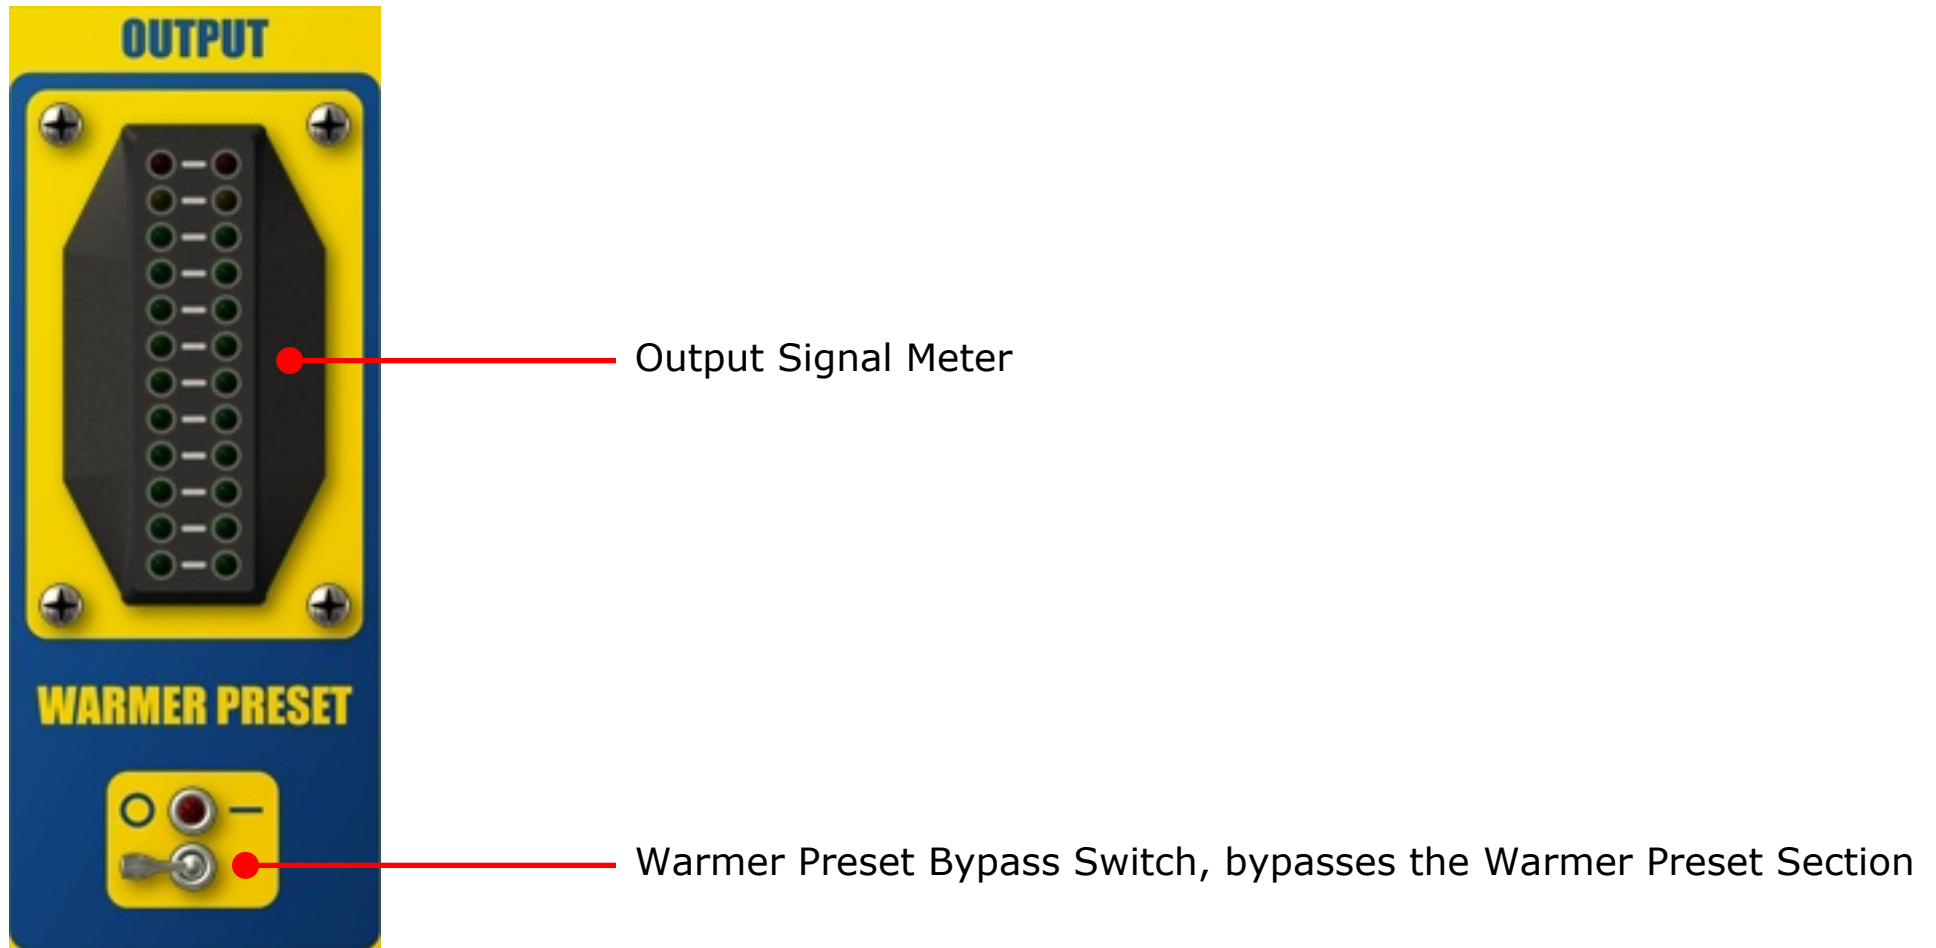 OUTPUT
Output Signal Meter
WARMER PRESET
Warmer Preset Bypass Switch, bypasses the Warmer Preset Section